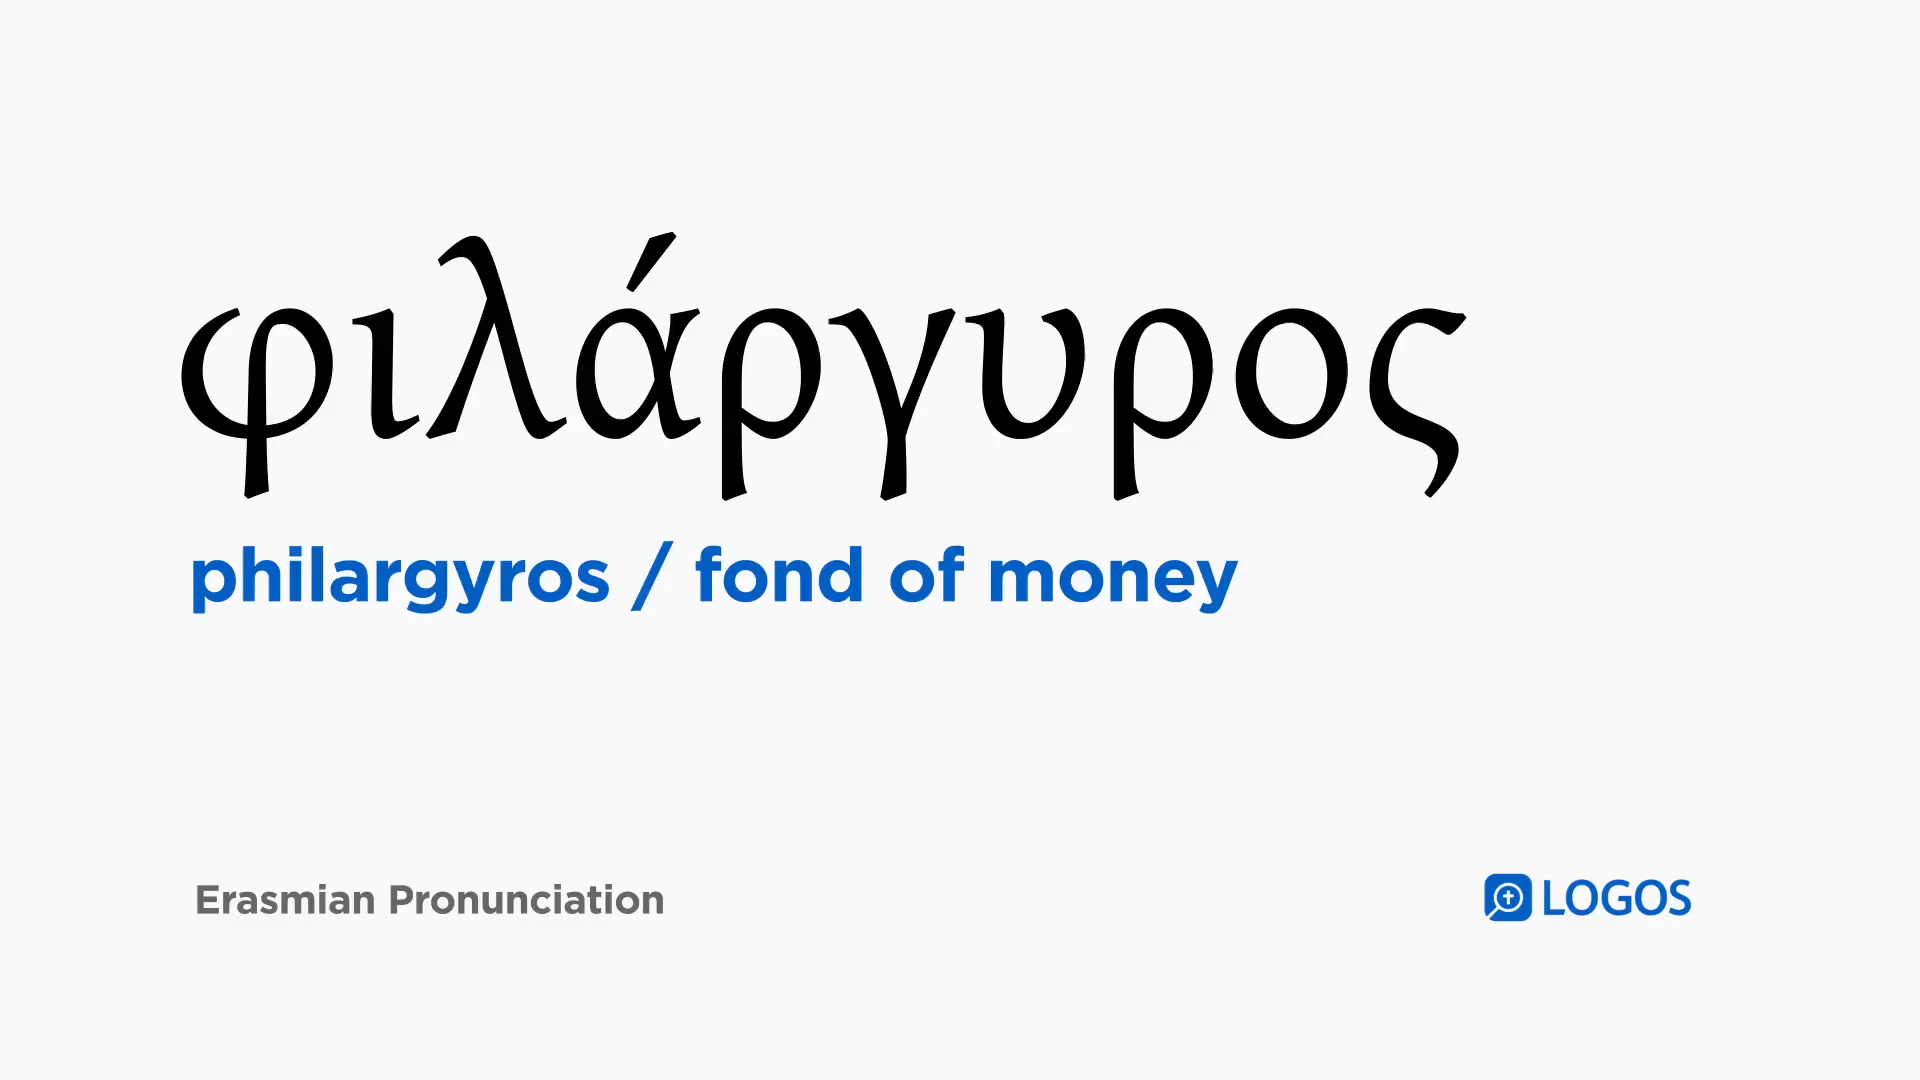 φιλάργυρος
philargyros / fond of money
Erasmian Pronunciation
LOGOS